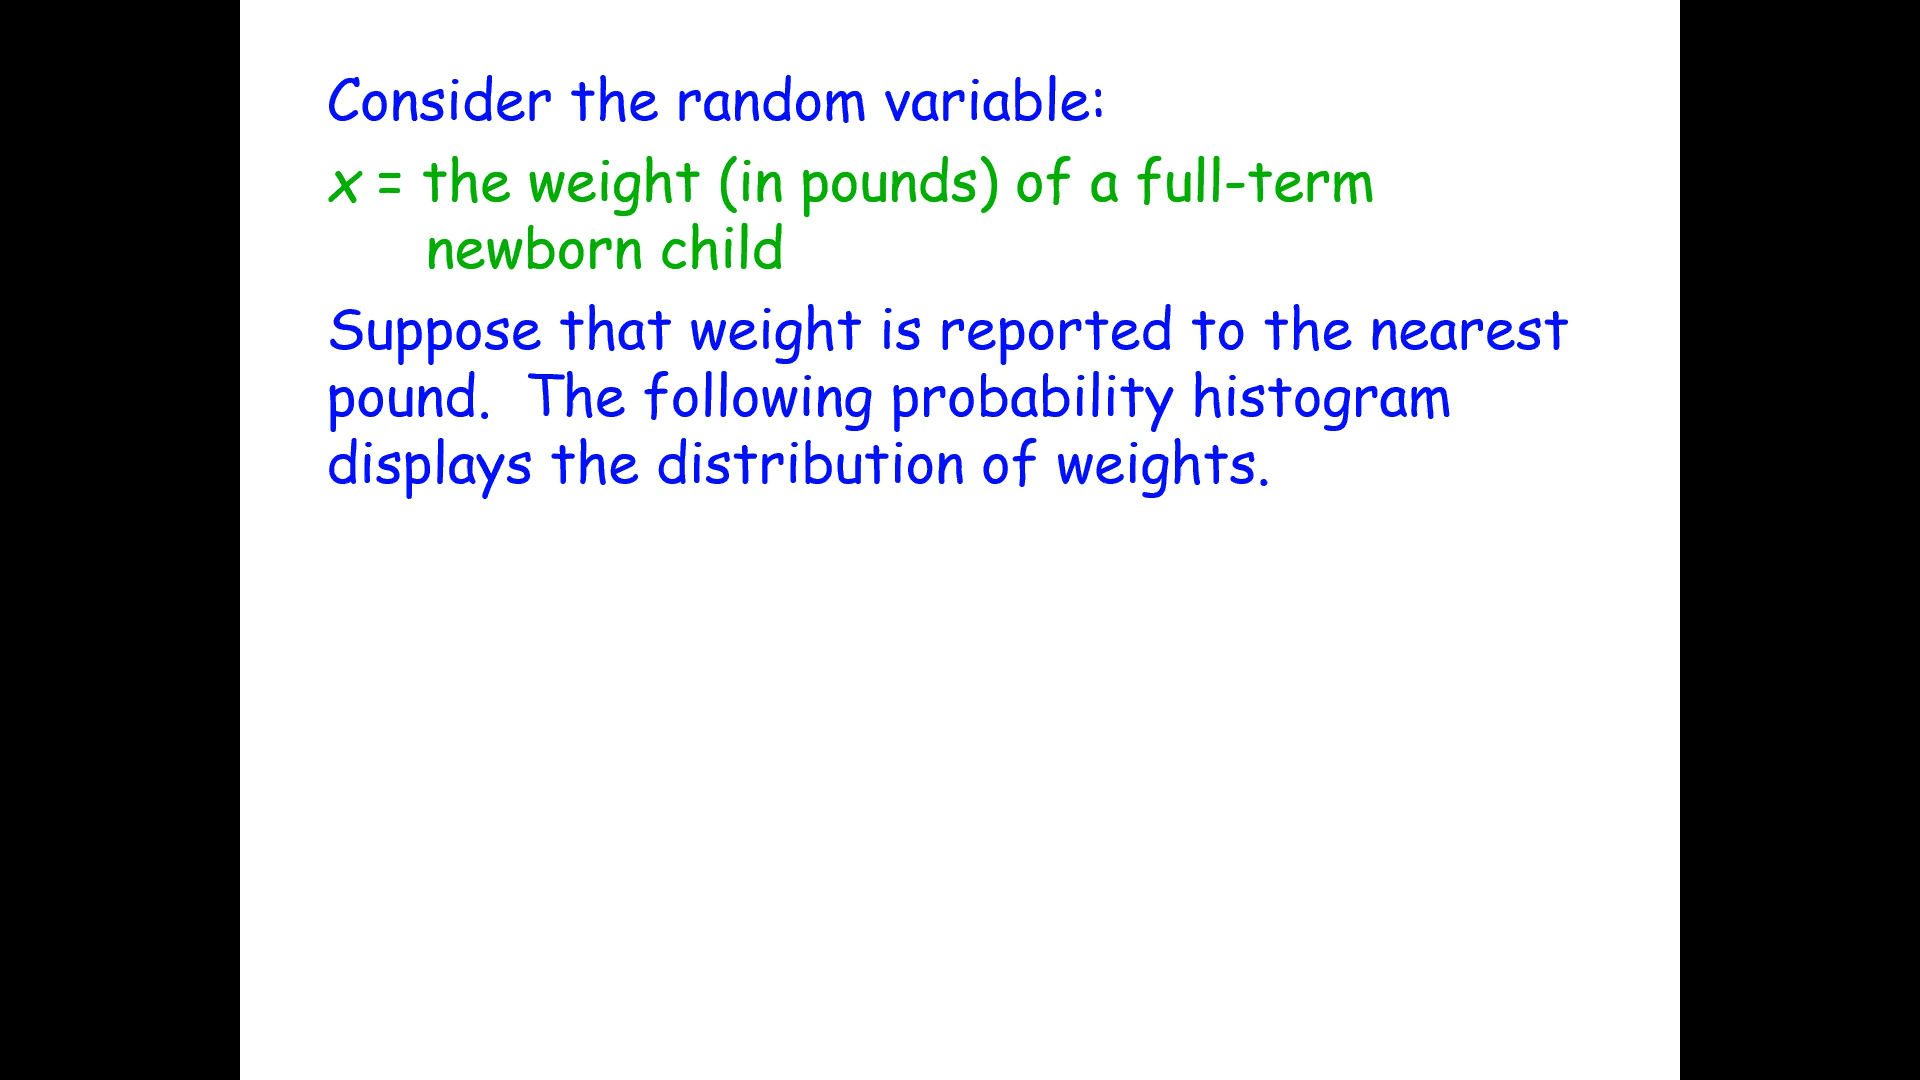 Consider the random variable:
x = the weight (in pounds) of a full-term
newborn child
Suppose that weight is reported to the nearest
pound. The following probability histogram
displays the distribution of weights.